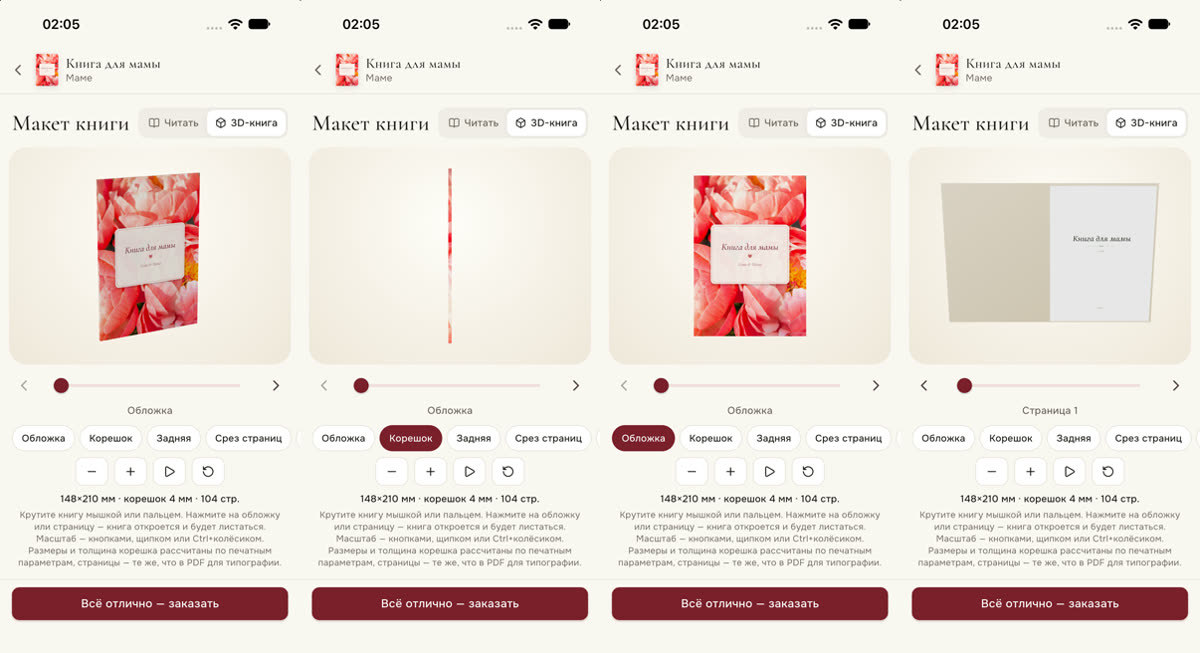 02:05
Книга для мамы
Маме
Макет книги
Читать
3D-книга
Книга для мамы
Обложка
Обложка
Корешок
Задняя
Срез страниц
148×210 мм · корешок 4 мм · 104 стр.
Крутите книгу мышкой или пальцем. Нажмите на обложку
или страницу — книга откроется и будет листаться.
Масштаб — кнопками, щипком или Ctrl+колёсиком.
Размеры и толщина корешка рассчитаны по печатным
параметрам, страницы — те же, что в PDF для типографии.
Всё отлично — заказать
02:05
Книга для мамы
Маме
Макет книги
Читать
3D-книга
Обложка
Обложка
Корешок
Задняя
Срез страниц
148×210 мм · корешок 4 мм · 104 стр.
Крутите книгу мышкой или пальцем. Нажмите на обложку
или страницу — книга откроется и будет листаться.
Масштаб — кнопками, щипком или Ctrl+колёсиком.
Размеры и толщина корешка рассчитаны по печатным
параметрам, страницы — те же, что в PDF для типографии.
Всё отлично — заказать
02:05
Книга для мамы
Маме
Макет книги
Читать
3D-книга
Книга для мамы
Обложка
Обложка
Корешок
Задняя
Срез страниц
148×210 мм · корешок 4 мм · 104 стр.
Крутите книгу мышкой или пальцем. Нажмите на обложку
или страницу — книга откроется и будет листаться.
Масштаб — кнопками, щипком или Ctrl+колёсиком.
Размеры и толщина корешка рассчитаны по печатным
параметрам, страницы — те же, что в PDF для типографии.
Всё отлично — заказать
02:05
Книга для мамы
Маме
Макет книги
Читать
3D-книга
Книга для мамы
Страница 1
Обложка
Корешок
Задняя
Срез страниц
148×210 мм · корешок 4 мм · 104 стр.
Крутите книгу мышкой или пальцем. Нажмите на обложку
или страницу — книга откроется и будет листаться.
Масштаб — кнопками, щипком или Ctrl+колёсиком.
Размеры и толщина корешка рассчитаны по печатным
параметрам, страницы — те же, что в PDF для типографии.
Всё отлично — заказать